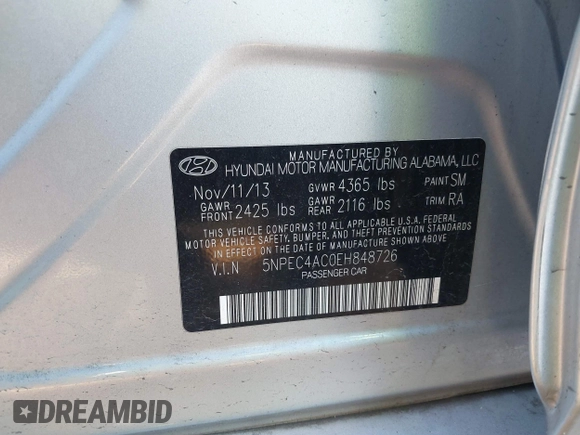 MANUFACTURED BY
HYUNDAI MOTOR MANUFACTURING ALABAMA, LLC
Nov/11/13 GVWR 4365 lbs PAINT SM
GAWR FRONT 2425 lbs GAWR REAR 2116 lbs TRIM RA
THIS VEHICLE CONFORMS TO ALL APPLICABLE U.S.A. FEDERAL
MOTOR VEHICLE SAFETY, BUMPER, AND THEFT PREVENTION STANDARDS
IN EFFECT ON THE DATE OF MANUFACTURE SHOWN ABOVE.
V.I.N 5NPEC4AC0EH848726
PASSENGER CAR
DREAMBID